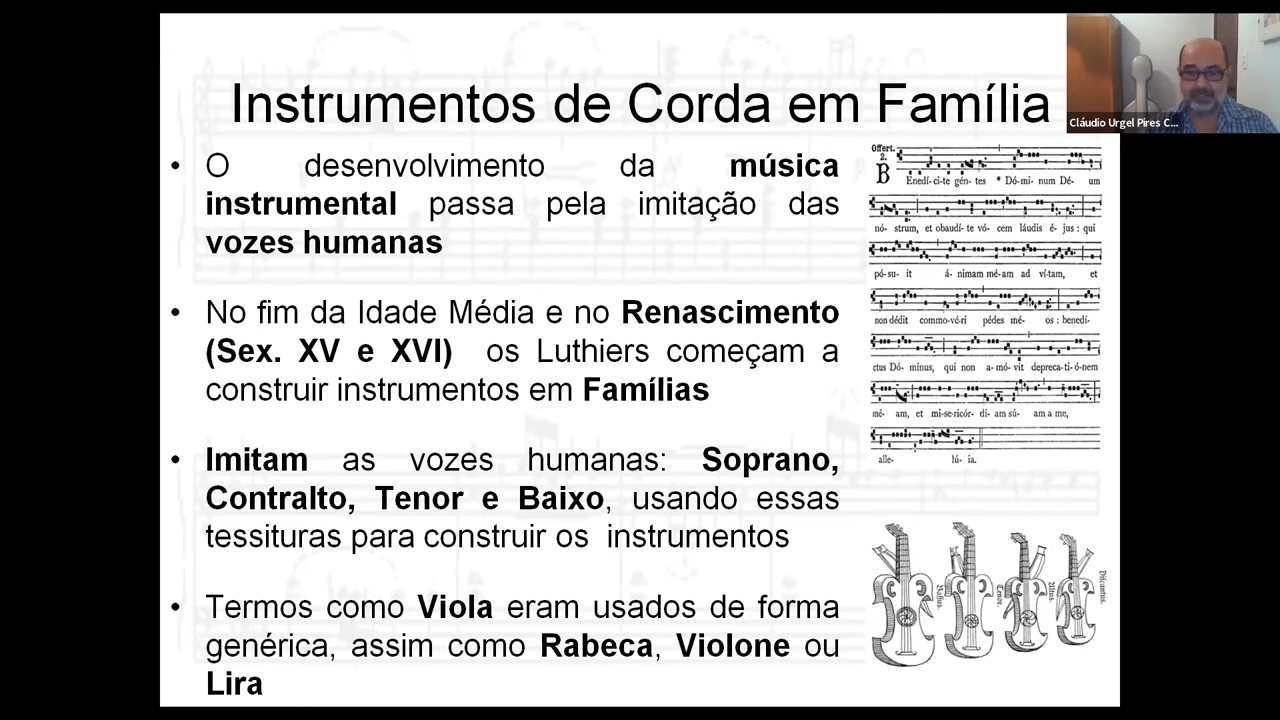 Instrumentos de Corda em Família
Cláudio Urgel Pires C...
• O desenvolvimento da música
instrumental passa pela imitação das
vozes humanas
• No fim da Idade Média e no Renascimento
(Sex. XV e XVI) os Luthiers começam a
construir instrumentos em Famílias
• Imitam as vozes humanas: Soprano,
Contralto, Tenor e Baixo, usando essas
tessituras para construir os instrumentos
• Termos como Viola eram usados de forma
genérica, assim como Rabeca, Violone ou
Lira
Offert.
2.
B
Enedí-ci-te gén- tes * Dó-mi- num Dé- um
nó- strum, et obaudí- te vó- cem láudis é- jus : qui
pó-su- it á- nimam mé-am ad ví-tam, et
non dédit commo-véri pédes mé- os : benedí-
ctus Dó- minus, qui non a-mó-vit depreca-ti-ó-nem
mé- am, et mi-se-ricór- di- am sú- am a me,
alle- lú- ia.
Bassus.
Tenor.
Altus.
Discantus.